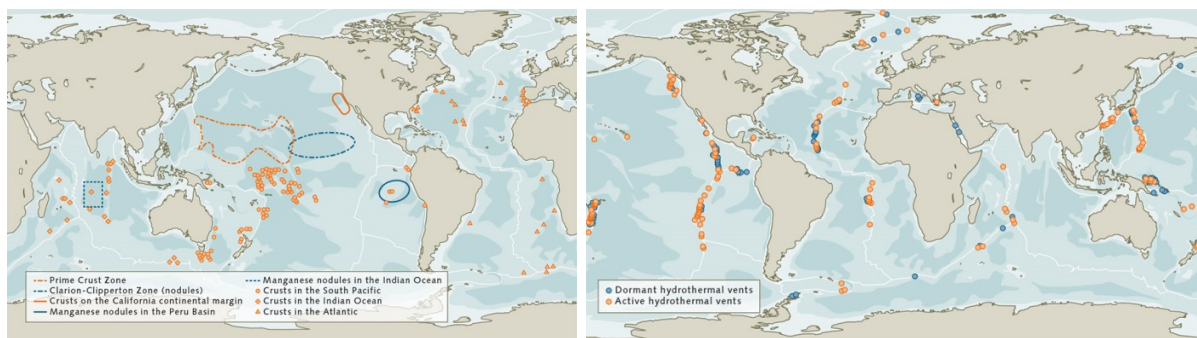 Prime Crust Zone
Clarion-Clipperton Zone (nodules)
Crusts on the California continental margin
Manganese nodules in the Peru Basin
Manganese nodules in the Indian Ocean
Crusts in the South Pacific
Crusts in the Indian Ocean
Crusts in the Atlantic
Dormant hydrothermal vents
Active hydrothermal vents